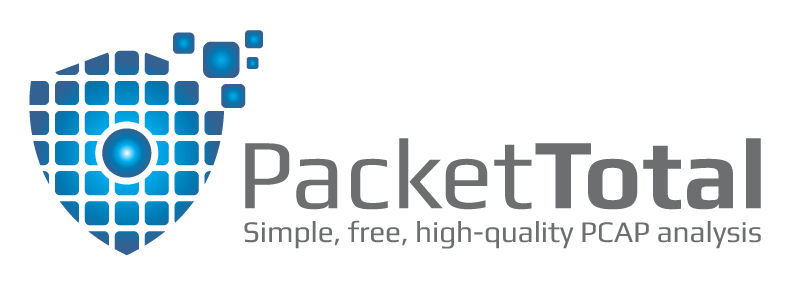 PacketTotal
Simple, free, high-quality PCAP analysis